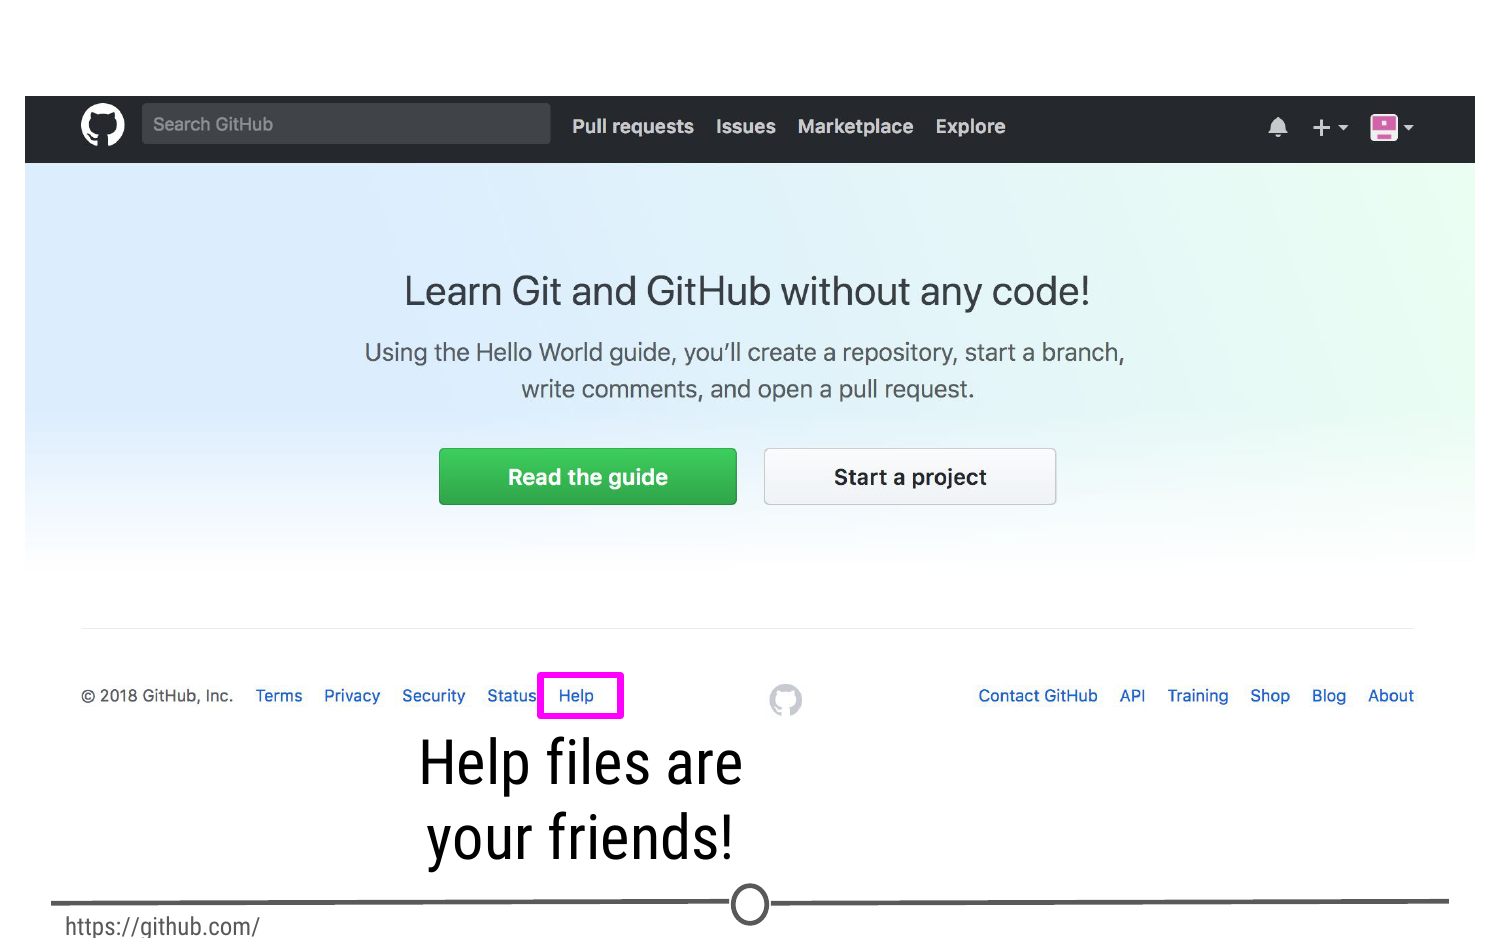 Search GitHub Pull requests Issues Marketplace Explore
Learn Git and GitHub without any code!
Using the Hello World guide, you’ll create a repository, start a branch,
write comments, and open a pull request.
Read the guide Start a project
© 2018 GitHub, Inc. Terms Privacy Security Status Help Contact GitHub API Training Shop Blog About
Help files are
your friends!
https://github.com/